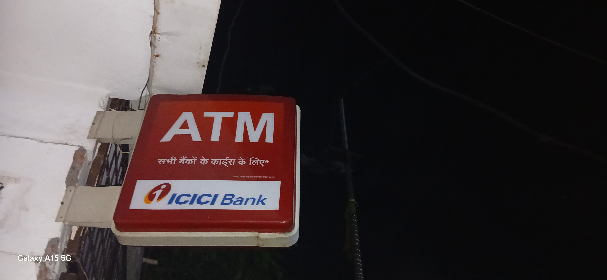 ATM
सभी बैंकों के कार्ड्स के लिए*
ICICI Bank
Galaxy A15 5G